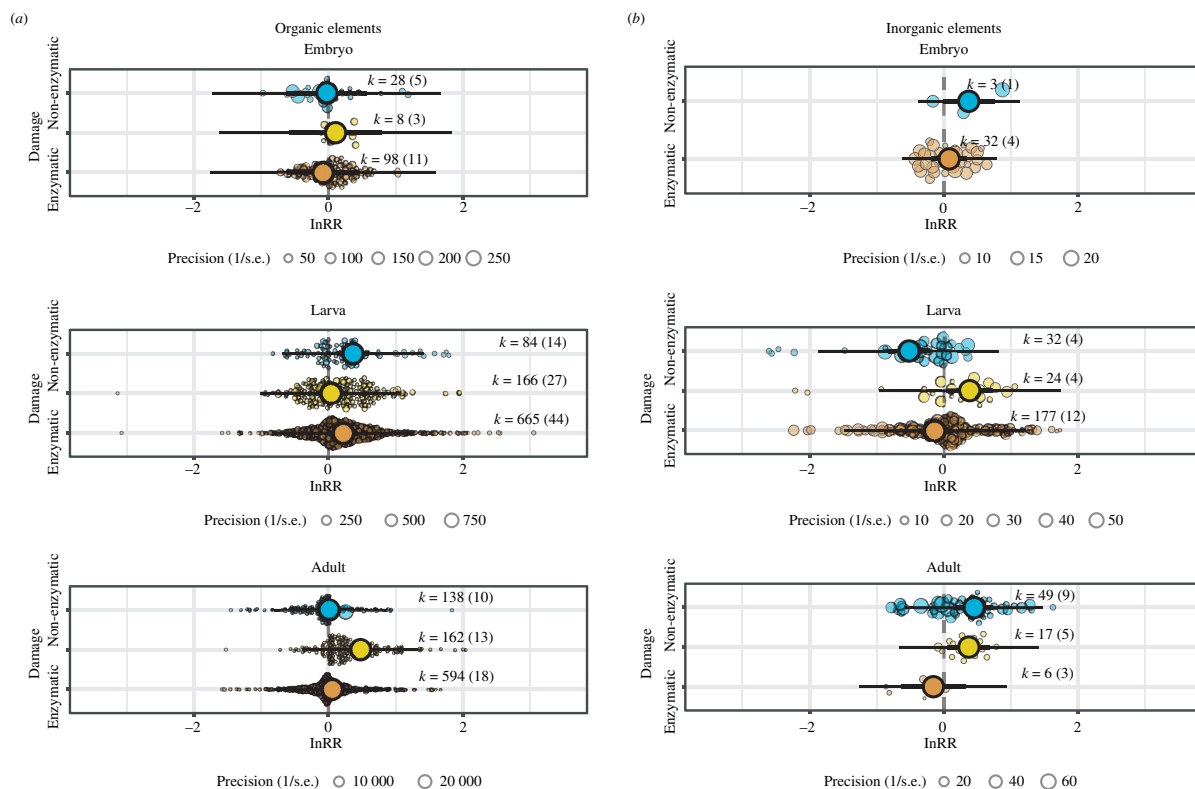 (a)
Organic elements
Embryo
Damage
Non-enzymatic
Enzymatic
k = 28 (5)
k = 8 (3)
k = 98 (11)
−2 0 2
lnRR
Precision (1/s.e.) 50 100 150 200 250
Larva
Damage
Non-enzymatic
Enzymatic
k = 84 (14)
k = 166 (27)
k = 665 (44)
−2 0 2
lnRR
Precision (1/s.e.) 250 500 750
Adult
Damage
Non-enzymatic
Enzymatic
k = 138 (10)
k = 162 (13)
k = 594 (18)
−2 0 2
lnRR
Precision (1/s.e.) 10 000 20 000
(b)
Inorganic elements
Embryo
Damage
Non-enzymatic
Enzymatic
k = 3 (1)
k = 32 (4)
−2 0 2
lnRR
Precision (1/s.e.) 10 15 20
Larva
Damage
Non-enzymatic
Enzymatic
k = 32 (4)
k = 24 (4)
k = 177 (12)
−2 0 2
lnRR
Precision (1/s.e.) 10 20 30 40 50
Adult
Damage
Non-enzymatic
Enzymatic
k = 49 (9)
k = 17 (5)
k = 6 (3)
−2 0 2
lnRR
Precision (1/s.e.) 20 40 60